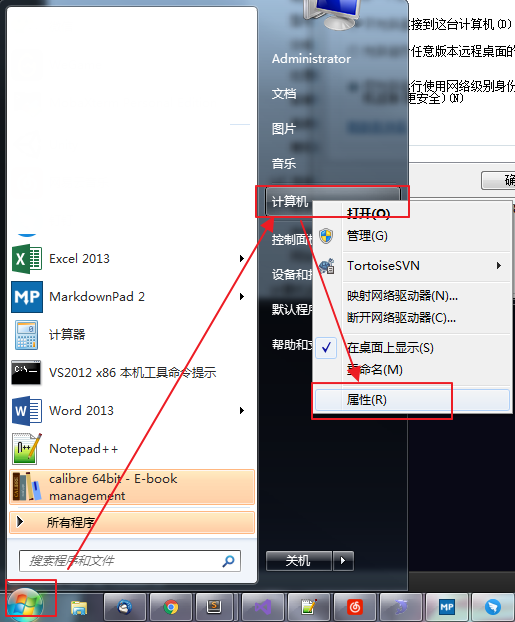 Administrator
文档
图片
音乐
计算机
控制面板
设备和打
默认程序
帮助和支
关机
Excel 2013
MarkdownPad 2
计算器
VS2012 x86 本机工具命令提示
Word 2013
Notepad++
calibre 64bit - E-book
management
所有程序
搜索程序和文件
打开(O)
管理(G)
TortoiseSVN
映射网络驱动器(N)...
断开网络驱动器(C)...
在桌面上显示(S)
重命名(M)
属性(R)
连接到这台计算机(D)
任意版本远程桌面的
行使用网络级别身份
更安全)(N)
确